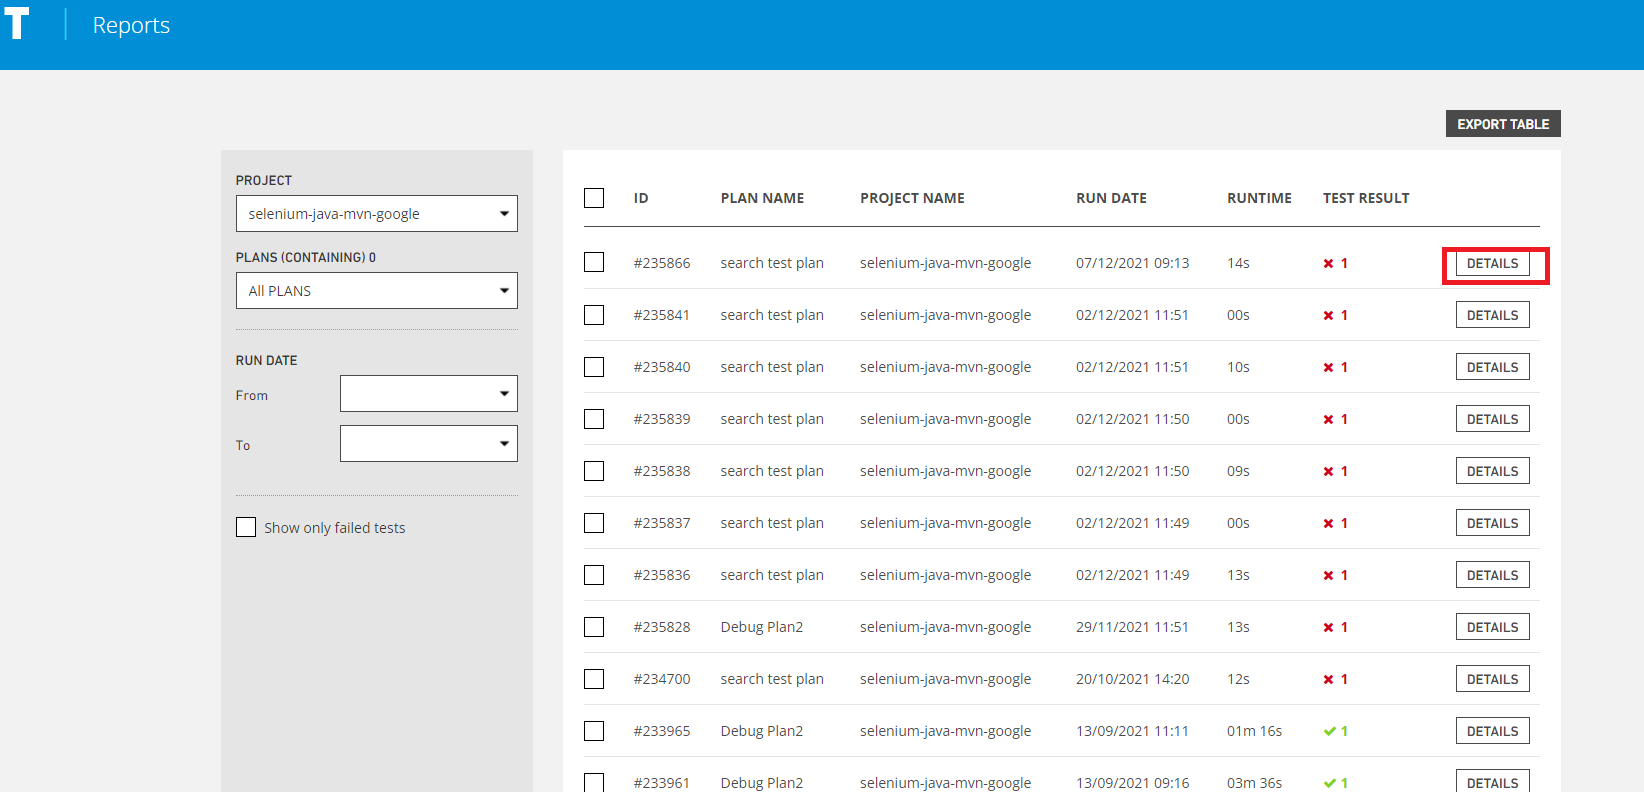 T Reports
EXPORT TABLE
PROJECT
selenium-java-mvn-google
PLANS (CONTAINING) 0
All PLANS
RUN DATE
From
To
Show only failed tests
ID PLAN NAME PROJECT NAME RUN DATE RUNTIME TEST RESULT
#235866 search test plan selenium-java-mvn-google 07/12/2021 09:13 14s ✖ 1 DETAILS
#235841 search test plan selenium-java-mvn-google 02/12/2021 11:51 00s ✖ 1 DETAILS
#235840 search test plan selenium-java-mvn-google 02/12/2021 11:51 10s ✖ 1 DETAILS
#235839 search test plan selenium-java-mvn-google 02/12/2021 11:50 00s ✖ 1 DETAILS
#235838 search test plan selenium-java-mvn-google 02/12/2021 11:50 09s ✖ 1 DETAILS
#235837 search test plan selenium-java-mvn-google 02/12/2021 11:49 00s ✖ 1 DETAILS
#235836 search test plan selenium-java-mvn-google 02/12/2021 11:49 13s ✖ 1 DETAILS
#235828 Debug Plan2 selenium-java-mvn-google 29/11/2021 11:51 13s ✖ 1 DETAILS
#234700 search test plan selenium-java-mvn-google 20/10/2021 14:20 12s ✖ 1 DETAILS
#233965 Debug Plan2 selenium-java-mvn-google 13/09/2021 11:11 01m 16s ✔ 1 DETAILS
#233961 Debug Plan2 selenium-java-mvn-google 13/09/2021 09:16 03m 36s ✔ 1 DETAILS